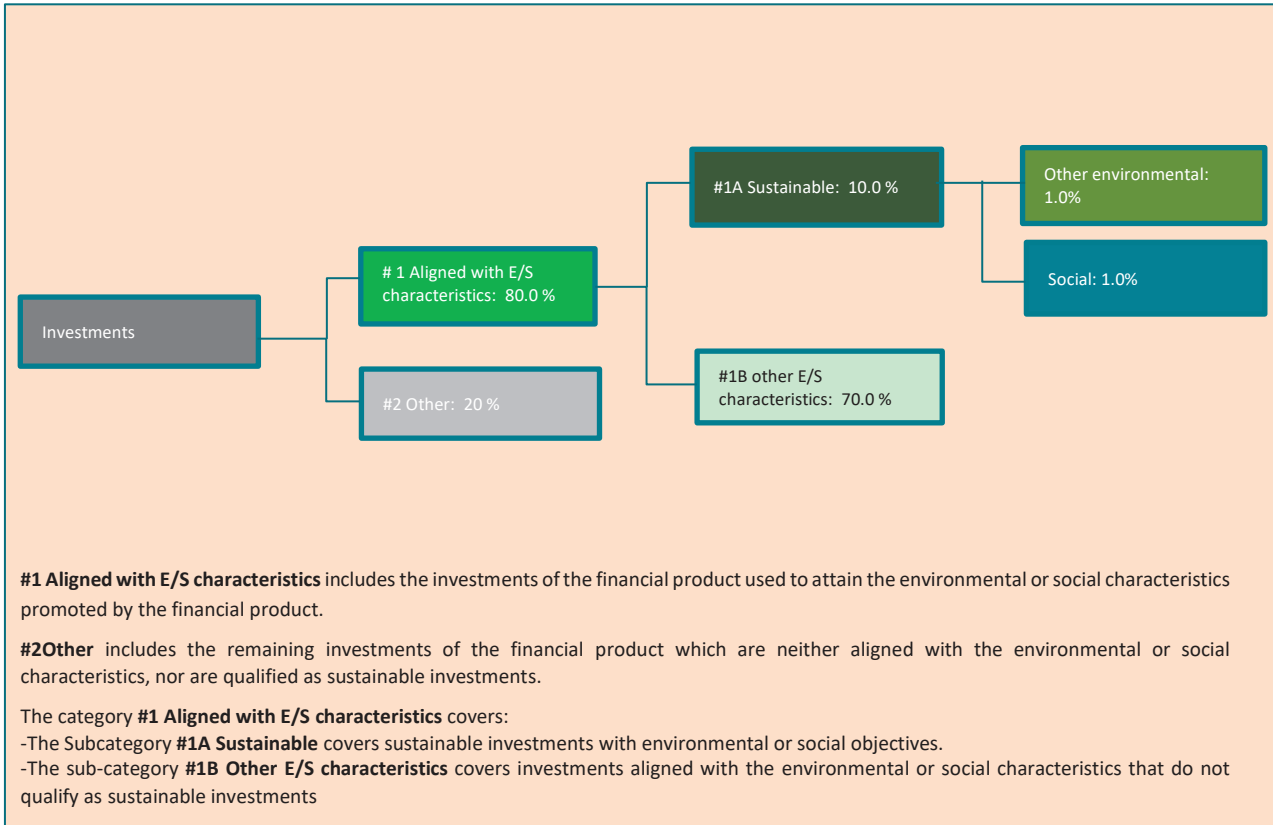 Investments
# 1 Aligned with E/S
characteristics:  80.0 %
#2 Other:  20 %
#1A Sustainable:  10.0 %
#1B other E/S
characteristics:  70.0 %
Other environmental:
1.0%
Social: 1.0%
#1 Aligned with E/S characteristics includes the investments of the financial product used to attain the environmental or social characteristics
promoted by the financial product.
#2Other includes the remaining investments of the financial product which are neither aligned with the environmental or social
characteristics, nor are qualified as sustainable investments.
The category #1 Aligned with E/S characteristics covers:
-The Subcategory #1A Sustainable covers sustainable investments with environmental or social objectives.
-The sub-category #1B Other E/S characteristics covers investments aligned with the environmental or social characteristics that do not
qualify as sustainable investments